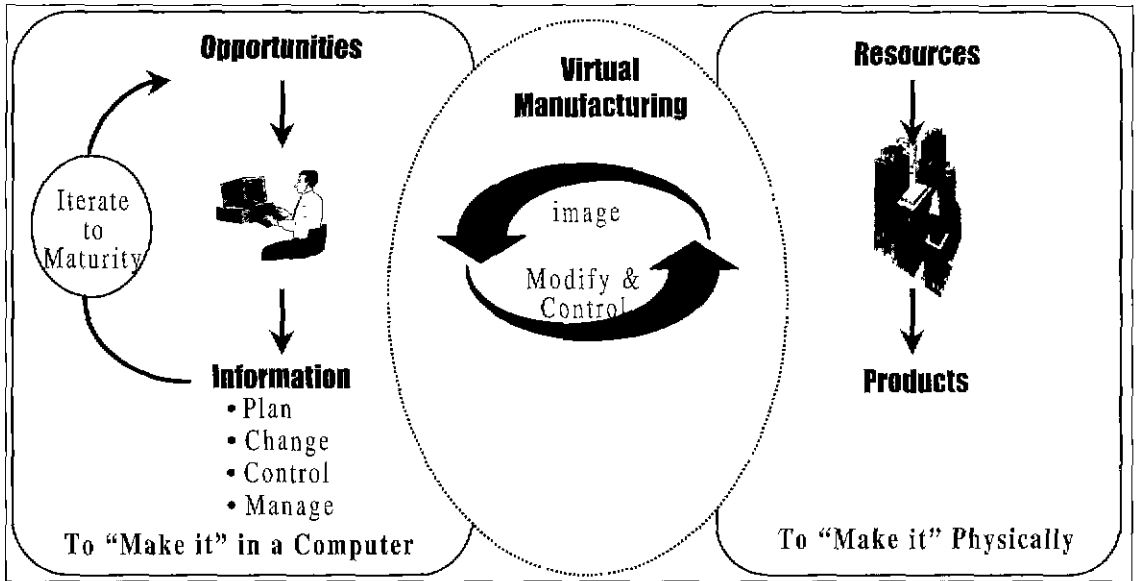 Opportunities
Iterate
to
Maturity
Information
• Plan
• Change
• Control
• Manage
To "Make it" in a Computer
Virtual
Manufacturing
image
Modify &
Control
Resources
Products
To "Make it" Physically